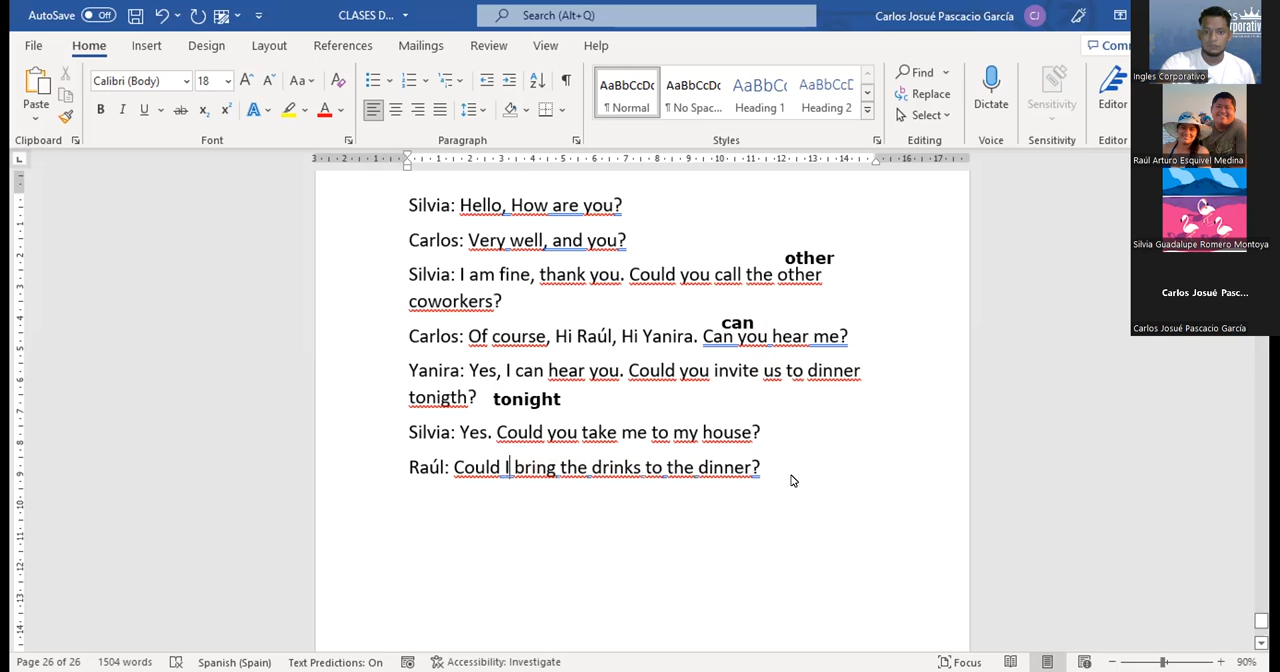 AutoSave Off CLASES D... Search (Alt+Q) Carlos Josué Pascacio García CJ
File Home Insert Design Layout References Mailings Review View Help Comm
Paste Calibri (Body) 18 Aa AaBbCcDc AaBbCcDc AaBbCc AaBbCcD Find Replace Select Dictate Sensitivity Editor
¶ Normal ¶ No Spac... Heading 1 Heading 2
Clipboard Font Paragraph Styles Editing Voice Sensitivity Editor
Silvia: Hello, How are you?
Carlos: Very well, and you?
other
Silvia: I am fine, thank you. Could you call the other
coworkers?
can
Carlos: Of course, Hi Raúl, Hi Yanira. Can you hear me?
Yanira: Yes, I can hear you. Could you invite us to dinner
tonigth? tonight
Silvia: Yes. Could you take me to my house?
Raúl: Could I bring the drinks to the dinner?
Ingles Corporativo
Raúl Arturo Esquivel Medina
Silvia Guadalupe Romero Montoya
Carlos Josué Pasc...
Carlos Josué Pascacio García
Page 26 of 26 1504 words Spanish (Spain) Text Predictions: On Accessibility: Investigate Focus 90%